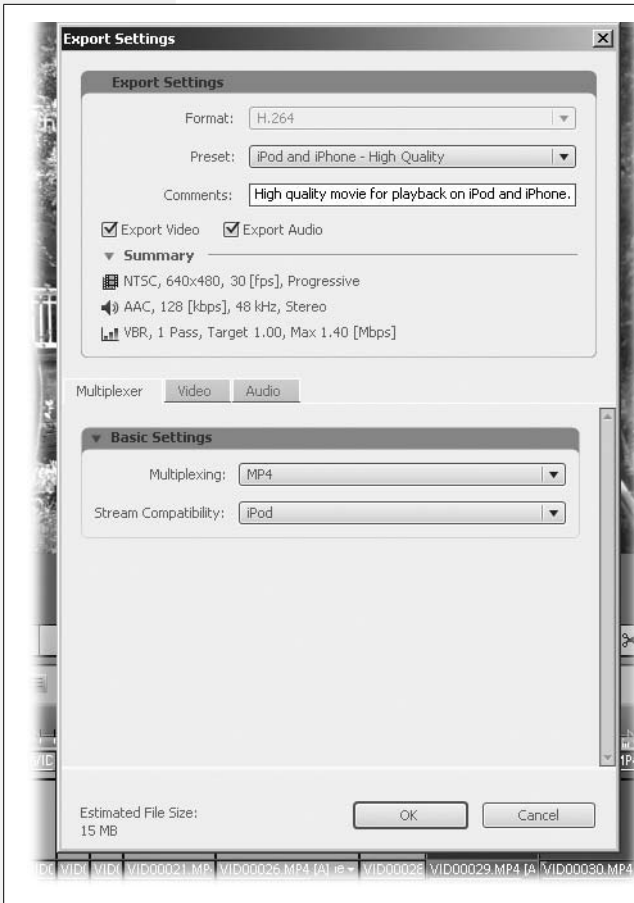 Export Settings
Export Settings
Format: H.264
Preset: iPod and iPhone - High Quality
Comments: High quality movie for playback on iPod and iPhone.
Export Video Export Audio
Summary
NTSC, 640x480, 30 [fps], Progressive
AAC, 128 [kbps], 48 kHz, Stereo
VBR, 1 Pass, Target 1.00, Max 1.40 [Mbps]
Multiplexer Video Audio
Basic Settings
Multiplexing: MP4
Stream Compatibility: iPod
Estimated File Size:
15 MB
OK Cancel
VID00021.MP VID00026.MP4 [A] VID00028 VID00029.MP4 [A VID00030.MP4